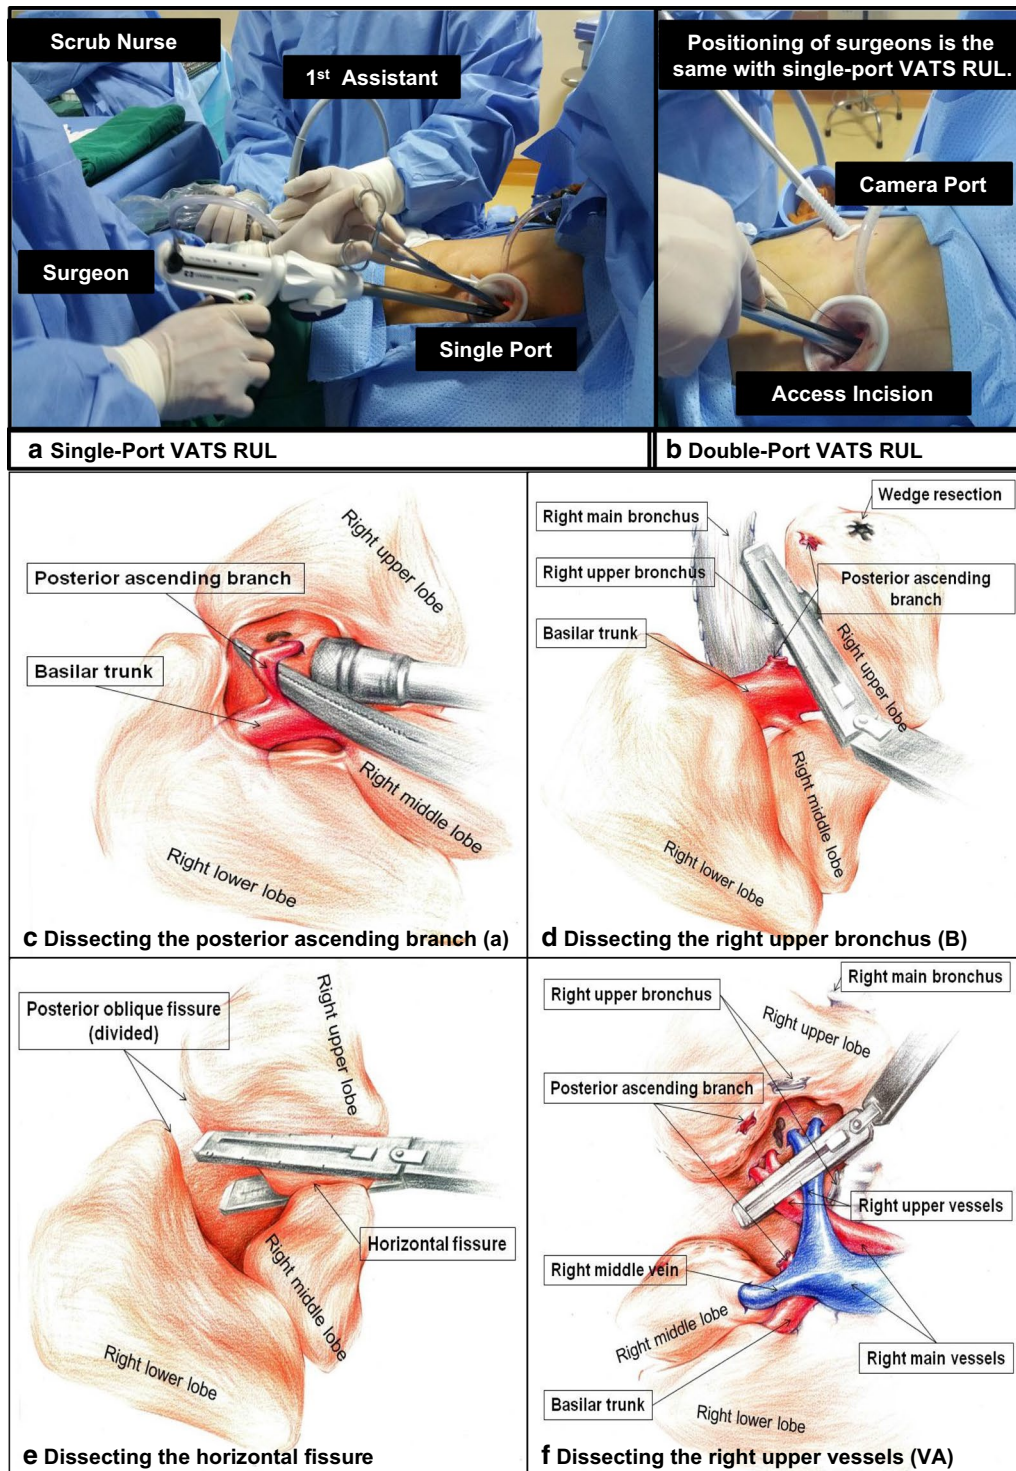 Scrub Nurse
1st Assistant
Surgeon
Single Port
Positioning of surgeons is the
same with single-port VATS RUL.
Camera Port
Access Incision
a Single-Port VATS RUL
b Double-Port VATS RUL
Right upper lobe
Posterior ascending branch
Basilar trunk
Right middle lobe
Right lower lobe
c Dissecting the posterior ascending branch (a)
Wedge resection
Right main bronchus
Right upper bronchus
Posterior ascending
branch
Basilar trunk
Right upper lobe
Right middle lobe
Right lower lobe
d Dissecting the right upper bronchus (B)
Posterior oblique fissure
(divided)
Right upper lobe
Horizontal fissure
Right middle lobe
Right lower lobe
e Dissecting the horizontal fissure
Right main bronchus
Right upper bronchus
Right upper lobe
Posterior ascending branch
Right upper vessels
Right middle vein
Right middle lobe
Right main vessels
Basilar trunk
Right lower lobe
f Dissecting the right upper vessels (VA)